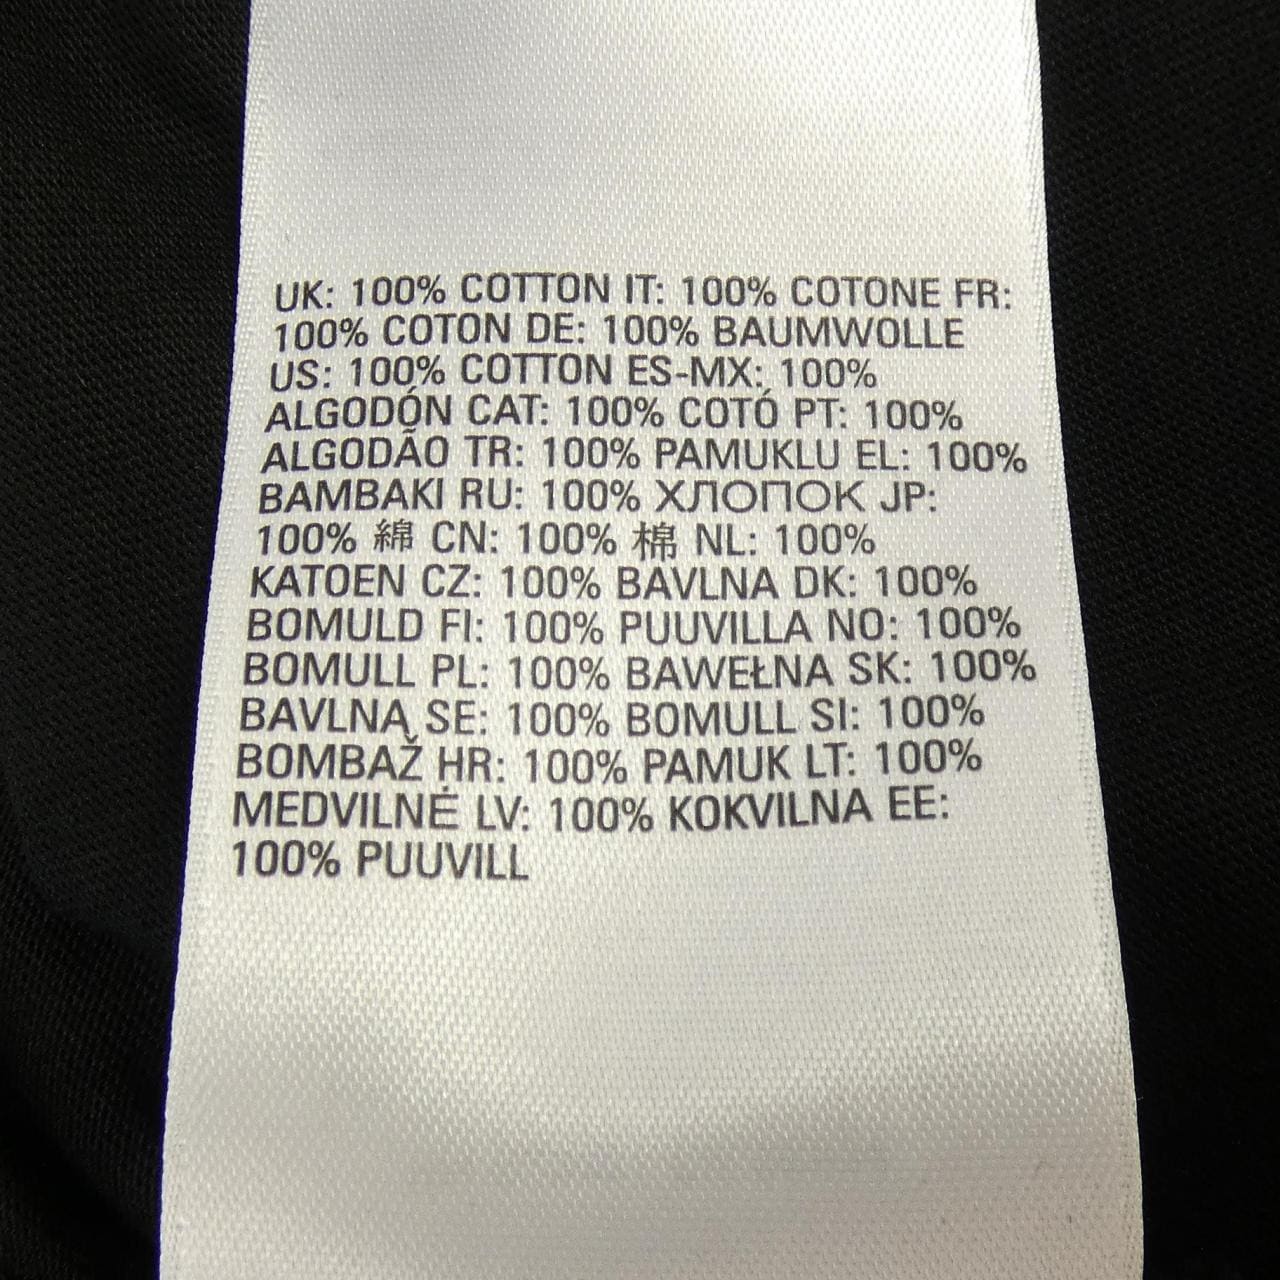 UK: 100% COTTON IT: 100% COTONE FR:
100% COTON DE: 100% BAUMWOLLE
US: 100% COTTON ES-MX: 100%
ALGODÓN CAT: 100% COTÓ PT: 100%
ALGODÃO TR: 100% PAMUKLU EL: 100%
BAMBAKI RU: 100% ХЛОПОК JP:
100% 綿 CN: 100% 棉 NL: 100%
KATOEN CZ: 100% BAVLNA DK: 100%
BOMULD FI: 100% PUUVILLA NO: 100%
BOMULL PL: 100% BAWEŁNA SK: 100%
BAVLNA SE: 100% BOMULL SI: 100%
BOMBAŽ HR: 100% PAMUK LT: 100%
MEDVILNĖ LV: 100% KOKVILNA EE:
100% PUUVILL